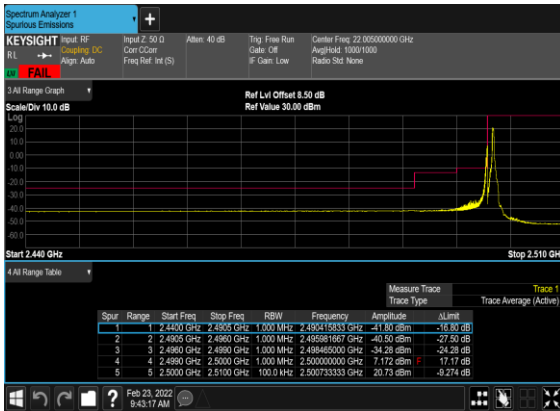 Spectrum Analyzer 1
Spurious Emissions
+
KEYSIGHT Input: RF Input Z: 50 Ω Atten: 40 dB Trig: Free Run Center Freq: 22.005000000 GHz
RL Coupling: DC Corr CCorr Gate: Off Avg|Hold: 1000/1000
Align: Auto Freq Ref: Int (S) IF Gain: Low Radio Std: None
LN FAIL
3 All Range Graph
Ref Lvl Offset 8.50 dB
Scale/Div 10.0 dB Ref Value 30.00 dBm
Log
20.0
10.0
0.00
-10.0
-20.0
-30.0
-40.0
-50.0
-60.0
Start 2.440 GHz Stop 2.510 GH
4 All Range Table
Measure Trace Trace 1
Trace Type Trace Average (Active)
Spur Range Start Freq Stop Freq RBW Frequency Amplitude ΔLimit
1 1 2.4400 GHz 2.4905 GHz 1.000 MHz 2.490415833 GHz -41.80 dBm -16.80 dB
2 2 2.4905 GHz 2.4960 GHz 1.000 MHz 2.495981667 GHz -40.50 dBm -27.50 dB
3 3 2.4960 GHz 2.4990 GHz 1.000 MHz 2.498465000 GHz -34.28 dBm -24.28 dB
4 4 2.4990 GHz 2.5000 GHz 1.000 MHz 2.500000000 GHz 7.172 dBm F 17.17 dB
5 5 2.5000 GHz 2.5100 GHz 100.0 kHz 2.500733333 GHz 20.73 dBm -9.274 dB
? Feb 23, 2022
9:43:17 AM